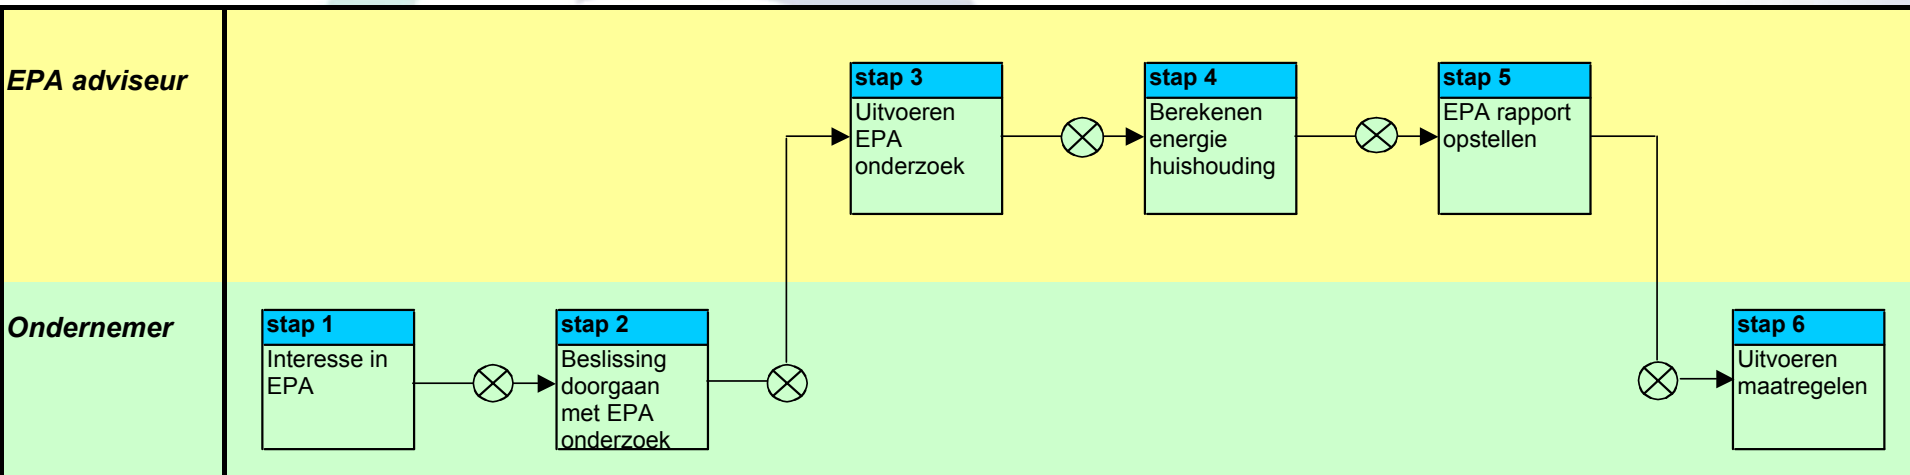 EPA adviseur
stap 3
Uitvoeren
EPA
onderzoek
stap 4
Berekenen
energie
huishouding
stap 5
EPA rapport
opstellen
Ondernemer
stap 1
Interesse in
EPA
stap 2
Beslissing
doorgaan
met EPA
onderzoek
stap 6
Uitvoeren
maatregelen